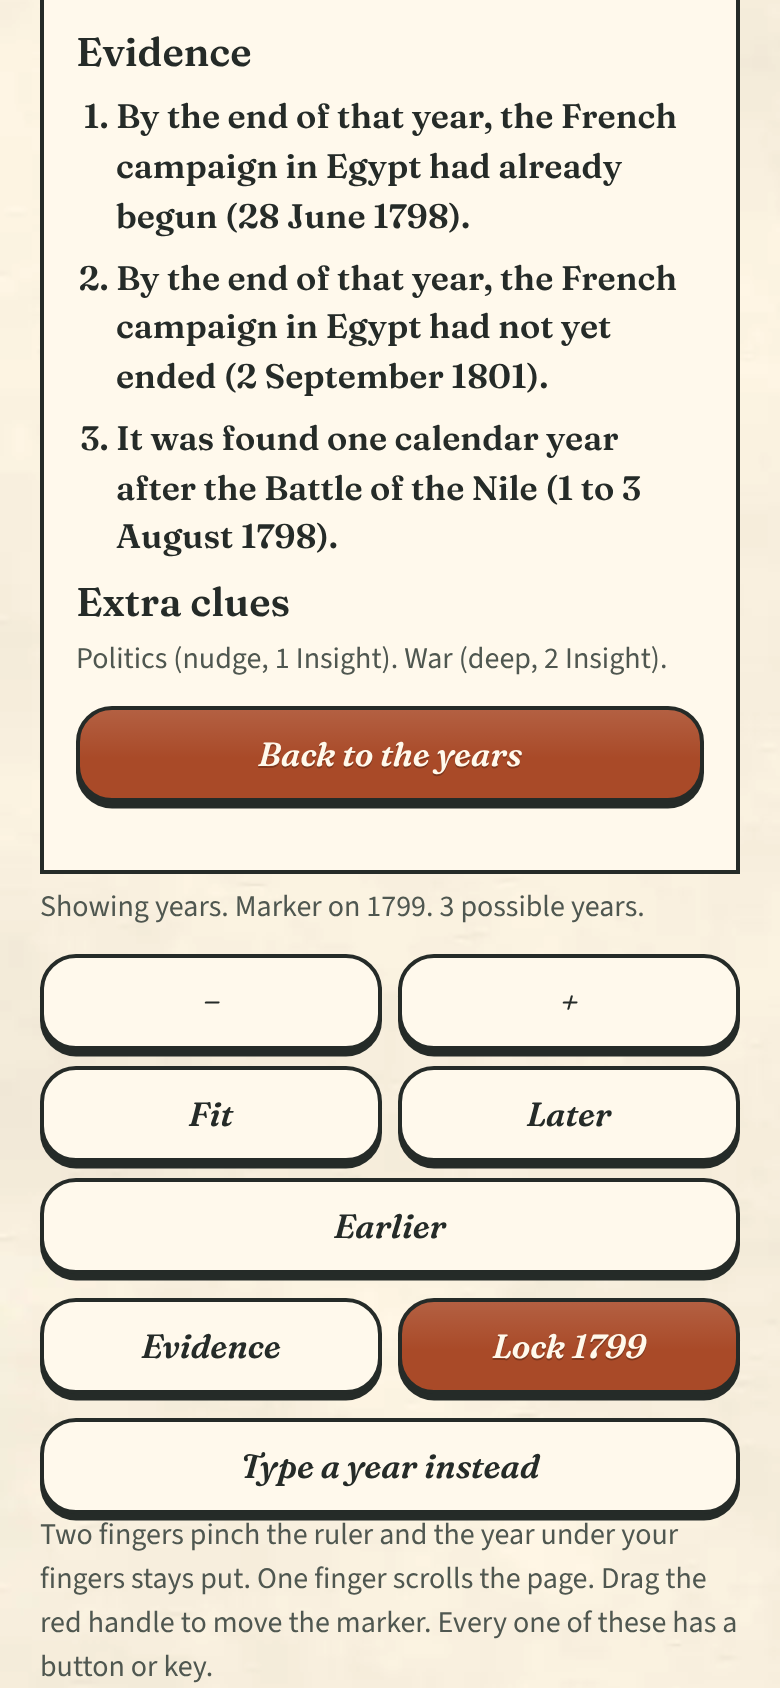 Evidence
1. By the end of that year, the French
campaign in Egypt had already
begun (28 June 1798).
2. By the end of that year, the French
campaign in Egypt had not yet
ended (2 September 1801).
3. It was found one calendar year
after the Battle of the Nile (1 to 3
August 1798).
Extra clues
Politics (nudge, 1 Insight). War (deep, 2 Insight).
Back to the years
Showing years. Marker on 1799. 3 possible years.
− +
Fit Later
Earlier
Evidence Lock 1799
Type a year instead
Two fingers pinch the ruler and the year under your
fingers stays put. One finger scrolls the page. Drag the
red handle to move the marker. Every one of these has a
button or key.